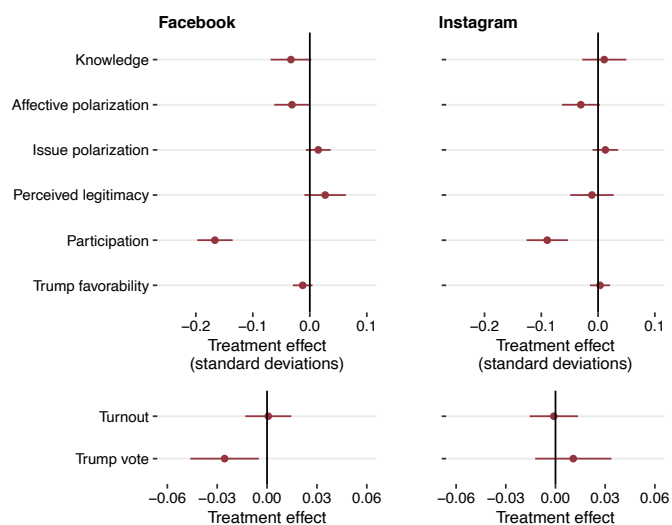 Facebook
Instagram
Knowledge
Affective polarization
Issue polarization
Perceived legitimacy
Participation
Trump favorability
−0.2 −0.1 0.0 0.1
−0.2 −0.1 0.0 0.1
Treatment effect
(standard deviations)
Treatment effect
(standard deviations)
Turnout
Trump vote
−0.06 −0.03 0.00 0.03 0.06
−0.06 −0.03 0.00 0.03 0.06
Treatment effect
Treatment effect